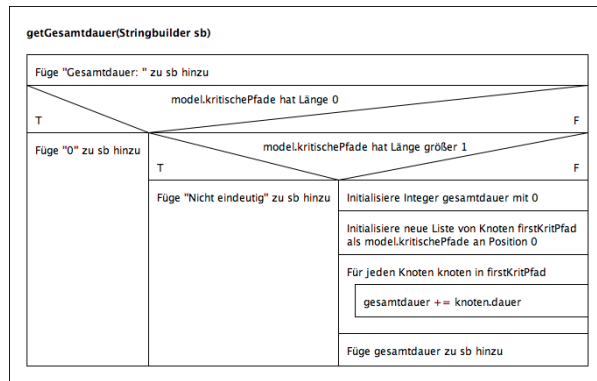 getGesamtdauer(Stringbuilder sb)
Füge "Gesamtdauer: " zu sb hinzu
model.kritischePfade hat Länge 0
T
F
Füge "0" zu sb hinzu
model.kritischePfade hat Länge größer 1
T
F
Füge "Nicht eindeutig" zu sb hinzu
Initialisiere Integer gesamtdauer mit 0
Initialisiere neue Liste von Knoten firstKritPfad
als model.kritischePfade an Position 0
Für jeden Knoten knoten in firstKritPfad
gesamtdauer += knoten.dauer
Füge gesamtdauer zu sb hinzu